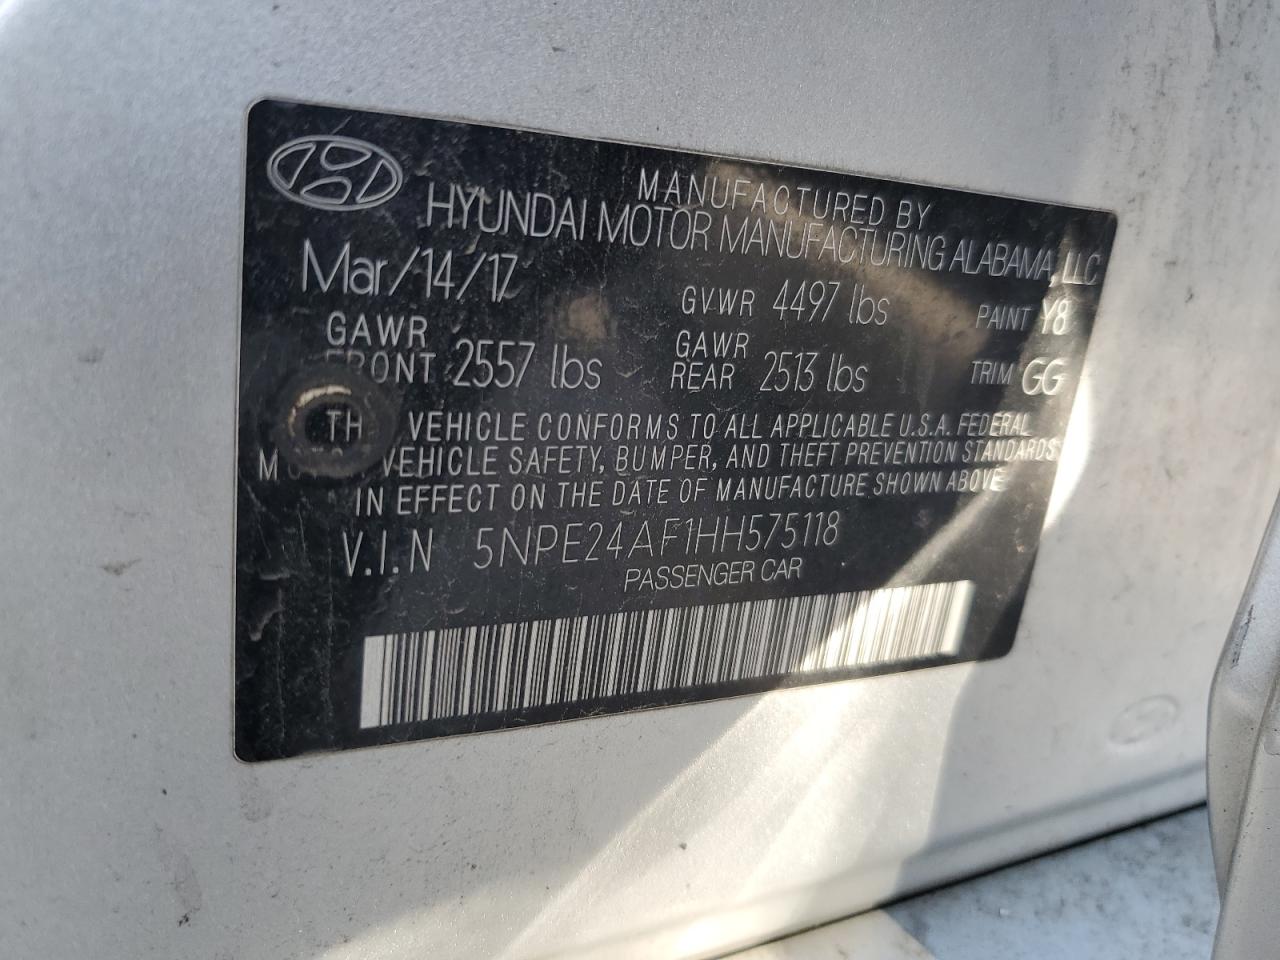 MANUFACTURED BY
HYUNDAI MOTOR MANUFACTURING ALABAMA, LLC
Mar/14/17 GVWR 4497 lbs PAINT Y8
GAWR FRONT 2557 lbs GAWR REAR 2513 lbs TRIM GG
TH VEHICLE CONFORMS TO ALL APPLICABLE U.S.A. FEDERAL
VEHICLE SAFETY, BUMPER, AND THEFT PREVENTION STANDARDS
IN EFFECT ON THE DATE OF MANUFACTURE SHOWN ABOVE
V.I.N 5NPE24AF1HH575118
PASSENGER CAR